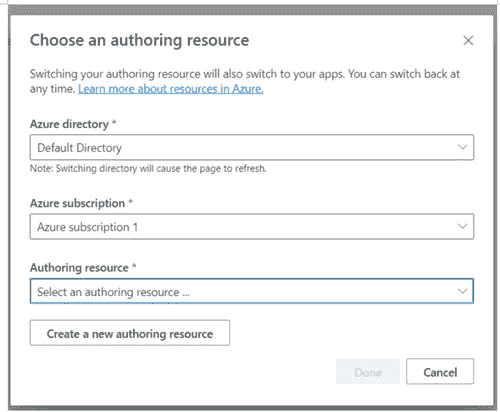 Choose an authoring resource
Switching your authoring resource will also switch to your apps. You can switch back at
any time. Learn more about resources in Azure.
Azure directory *
Default Directory
Note: Switching directory will cause the page to refresh.
Azure subscription *
Azure subscription 1
Authoring resource *
Select an authoring resource ...
Create a new authoring resource
Done
Cancel